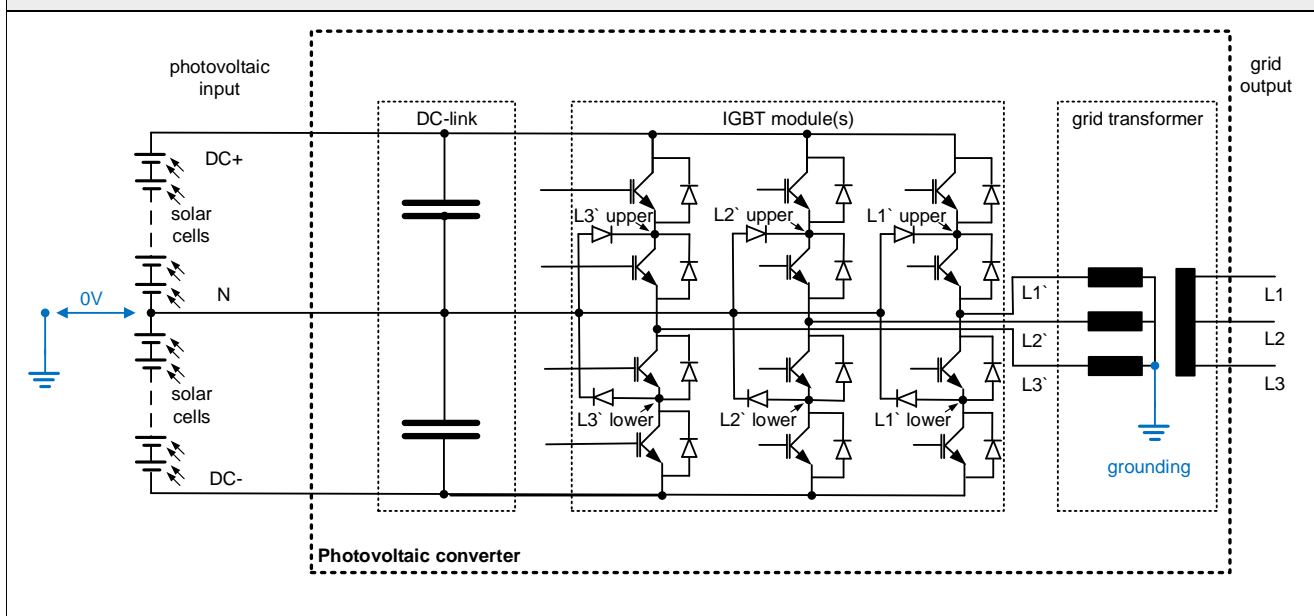 photovoltaic
input
grid
output
DC-link
IGBT module(s)
grid transformer
DC+
solar
cells
L3` upper
L2` upper
L1` upper
0V
N
L1`
L1
L2`
L2
L3`
L3
solar
cells
L3` lower
L2` lower
L1` lower
DC-
grounding
Photovoltaic converter